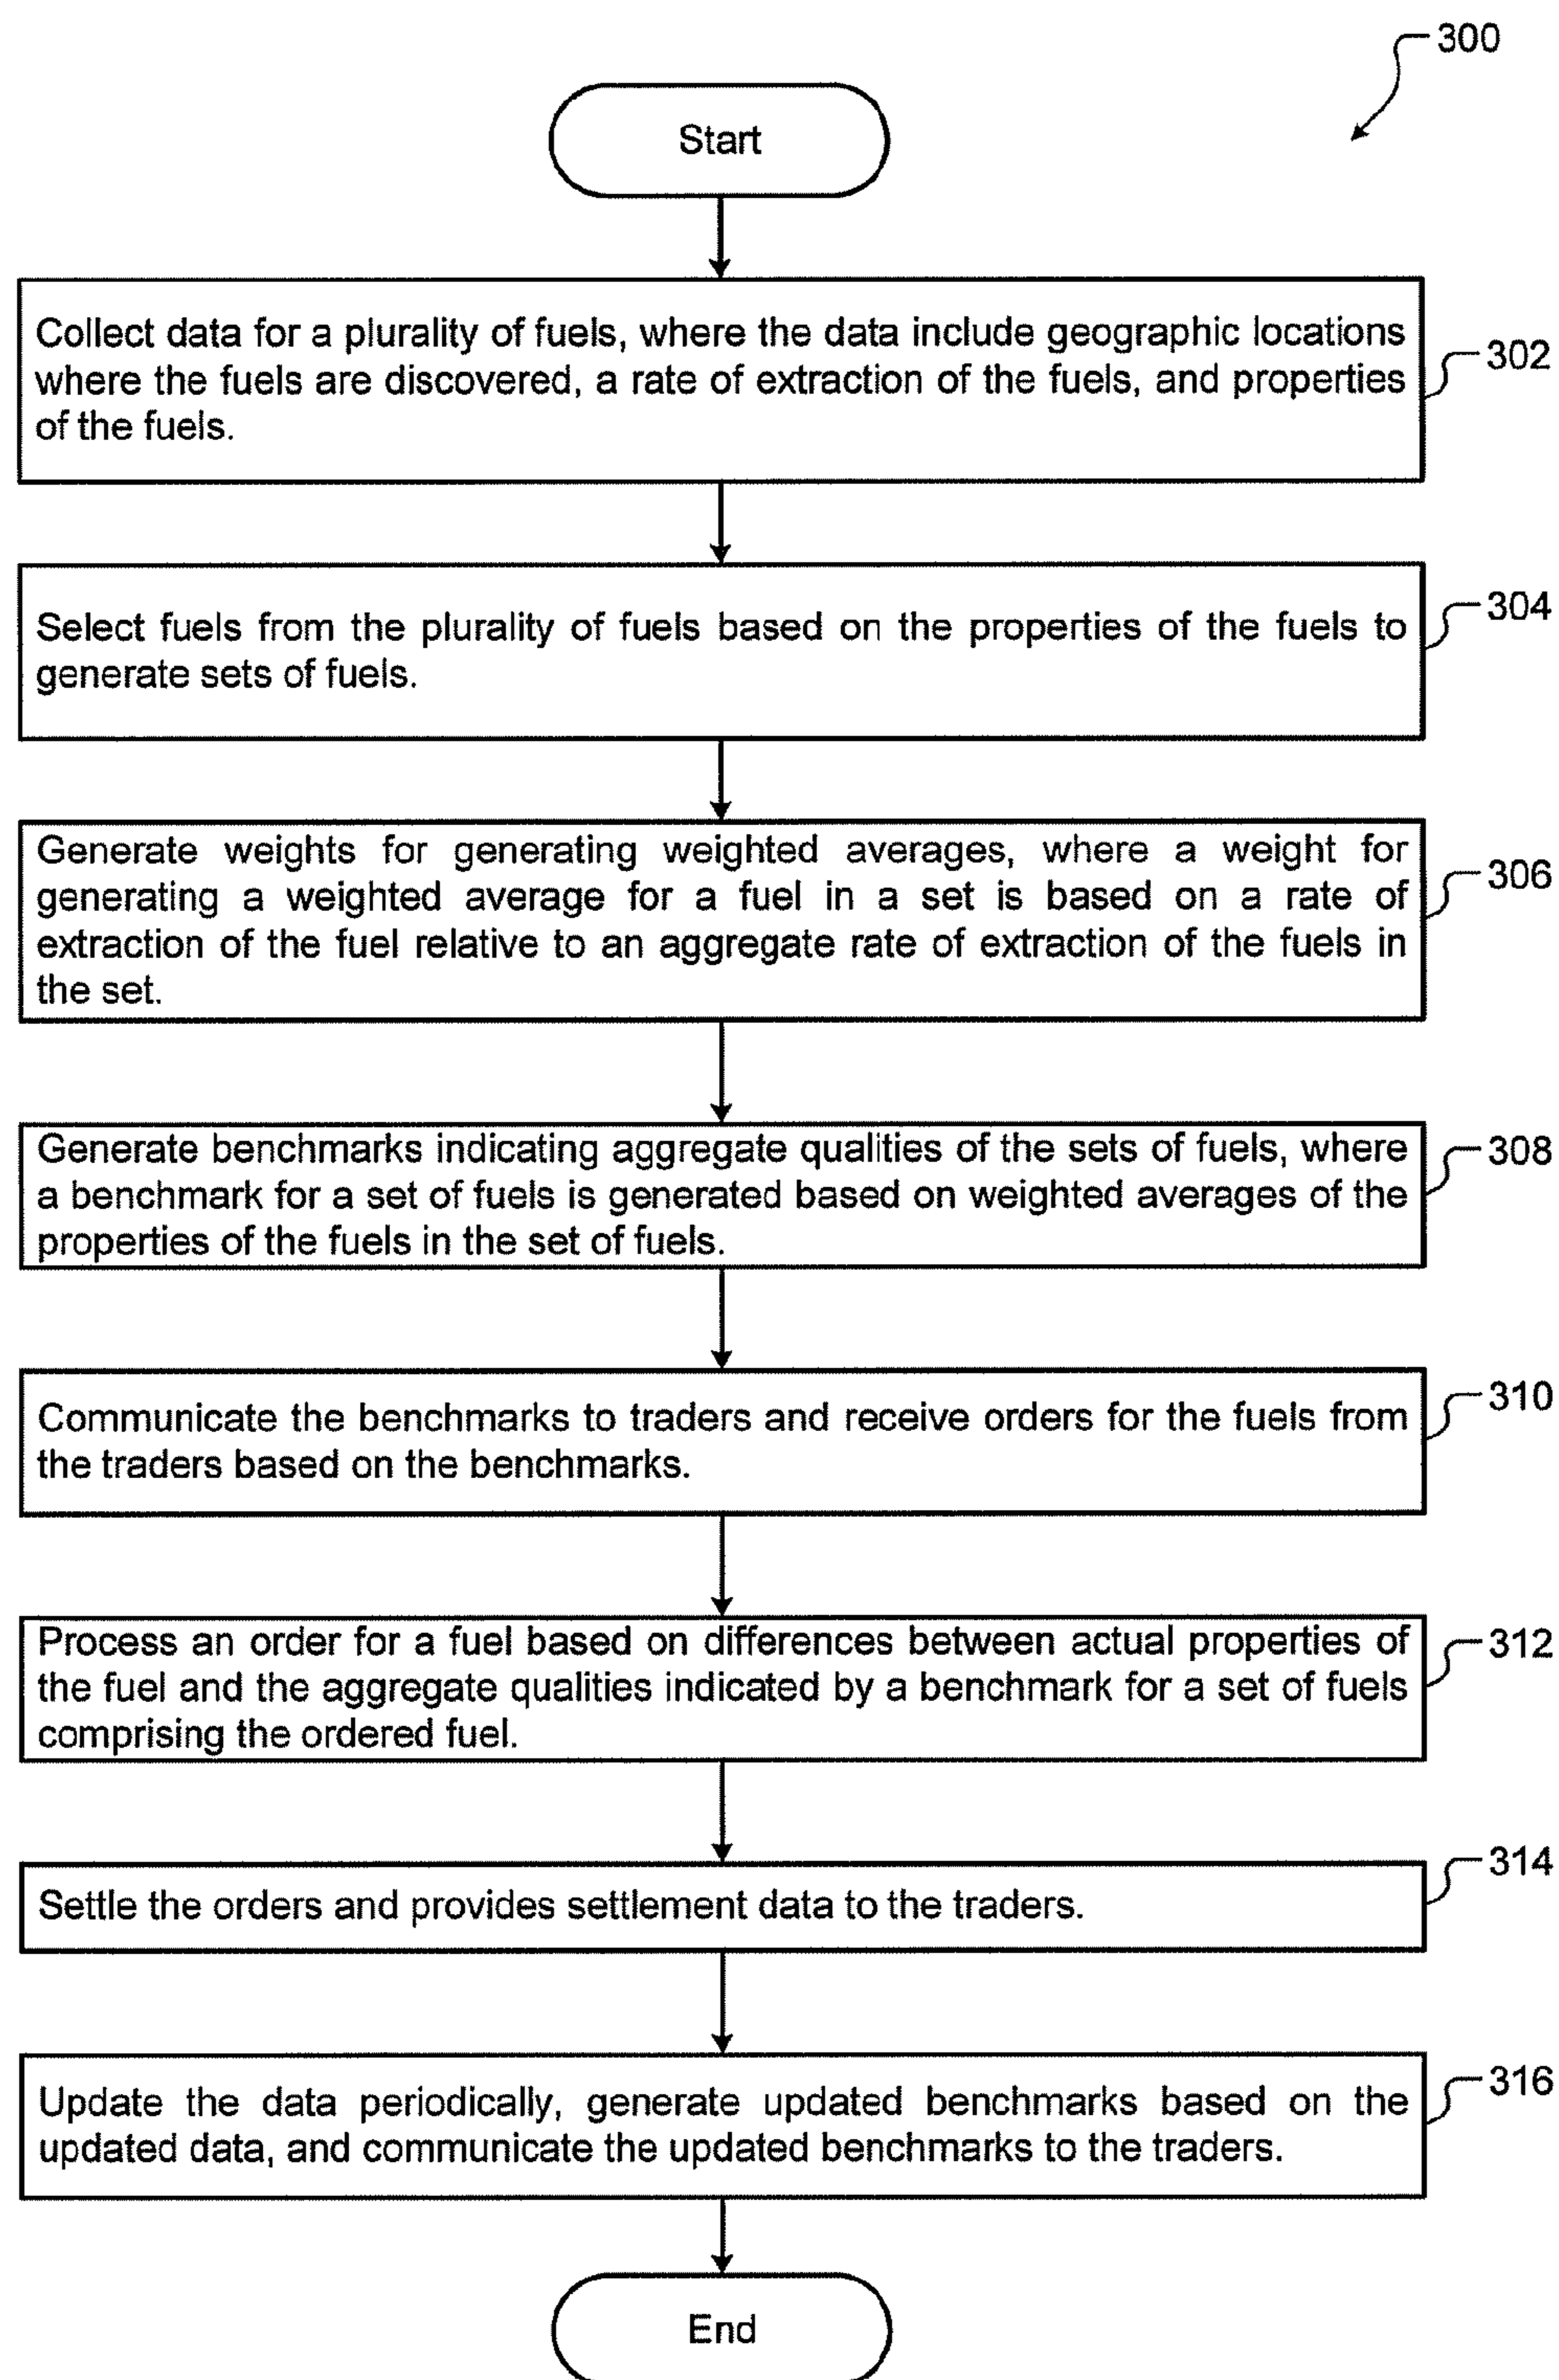 300
Start
Collect data for a plurality of fuels, where the data include geographic locations
where the fuels are discovered, a rate of extraction of the fuels, and properties
of the fuels.
302
Select fuels from the plurality of fuels based on the properties of the fuels to
generate sets of fuels.
304
Generate weights for generating weighted averages, where a weight for
generating a weighted average for a fuel in a set is based on a rate of
extraction of the fuel relative to an aggregate rate of extraction of the fuels in
the set.
306
Generate benchmarks indicating aggregate qualities of the sets of fuels, where
a benchmark for a set of fuels is generated based on weighted averages of the
properties of the fuels in the set of fuels.
308
Communicate the benchmarks to traders and receive orders for the fuels from
the traders based on the benchmarks.
310
Process an order for a fuel based on differences between actual properties of
the fuel and the aggregate qualities indicated by a benchmark for a set of fuels
comprising the ordered fuel.
312
Settle the orders and provides settlement data to the traders.
314
Update the data periodically, generate updated benchmarks based on the
updated data, and communicate the updated benchmarks to the traders.
316
End